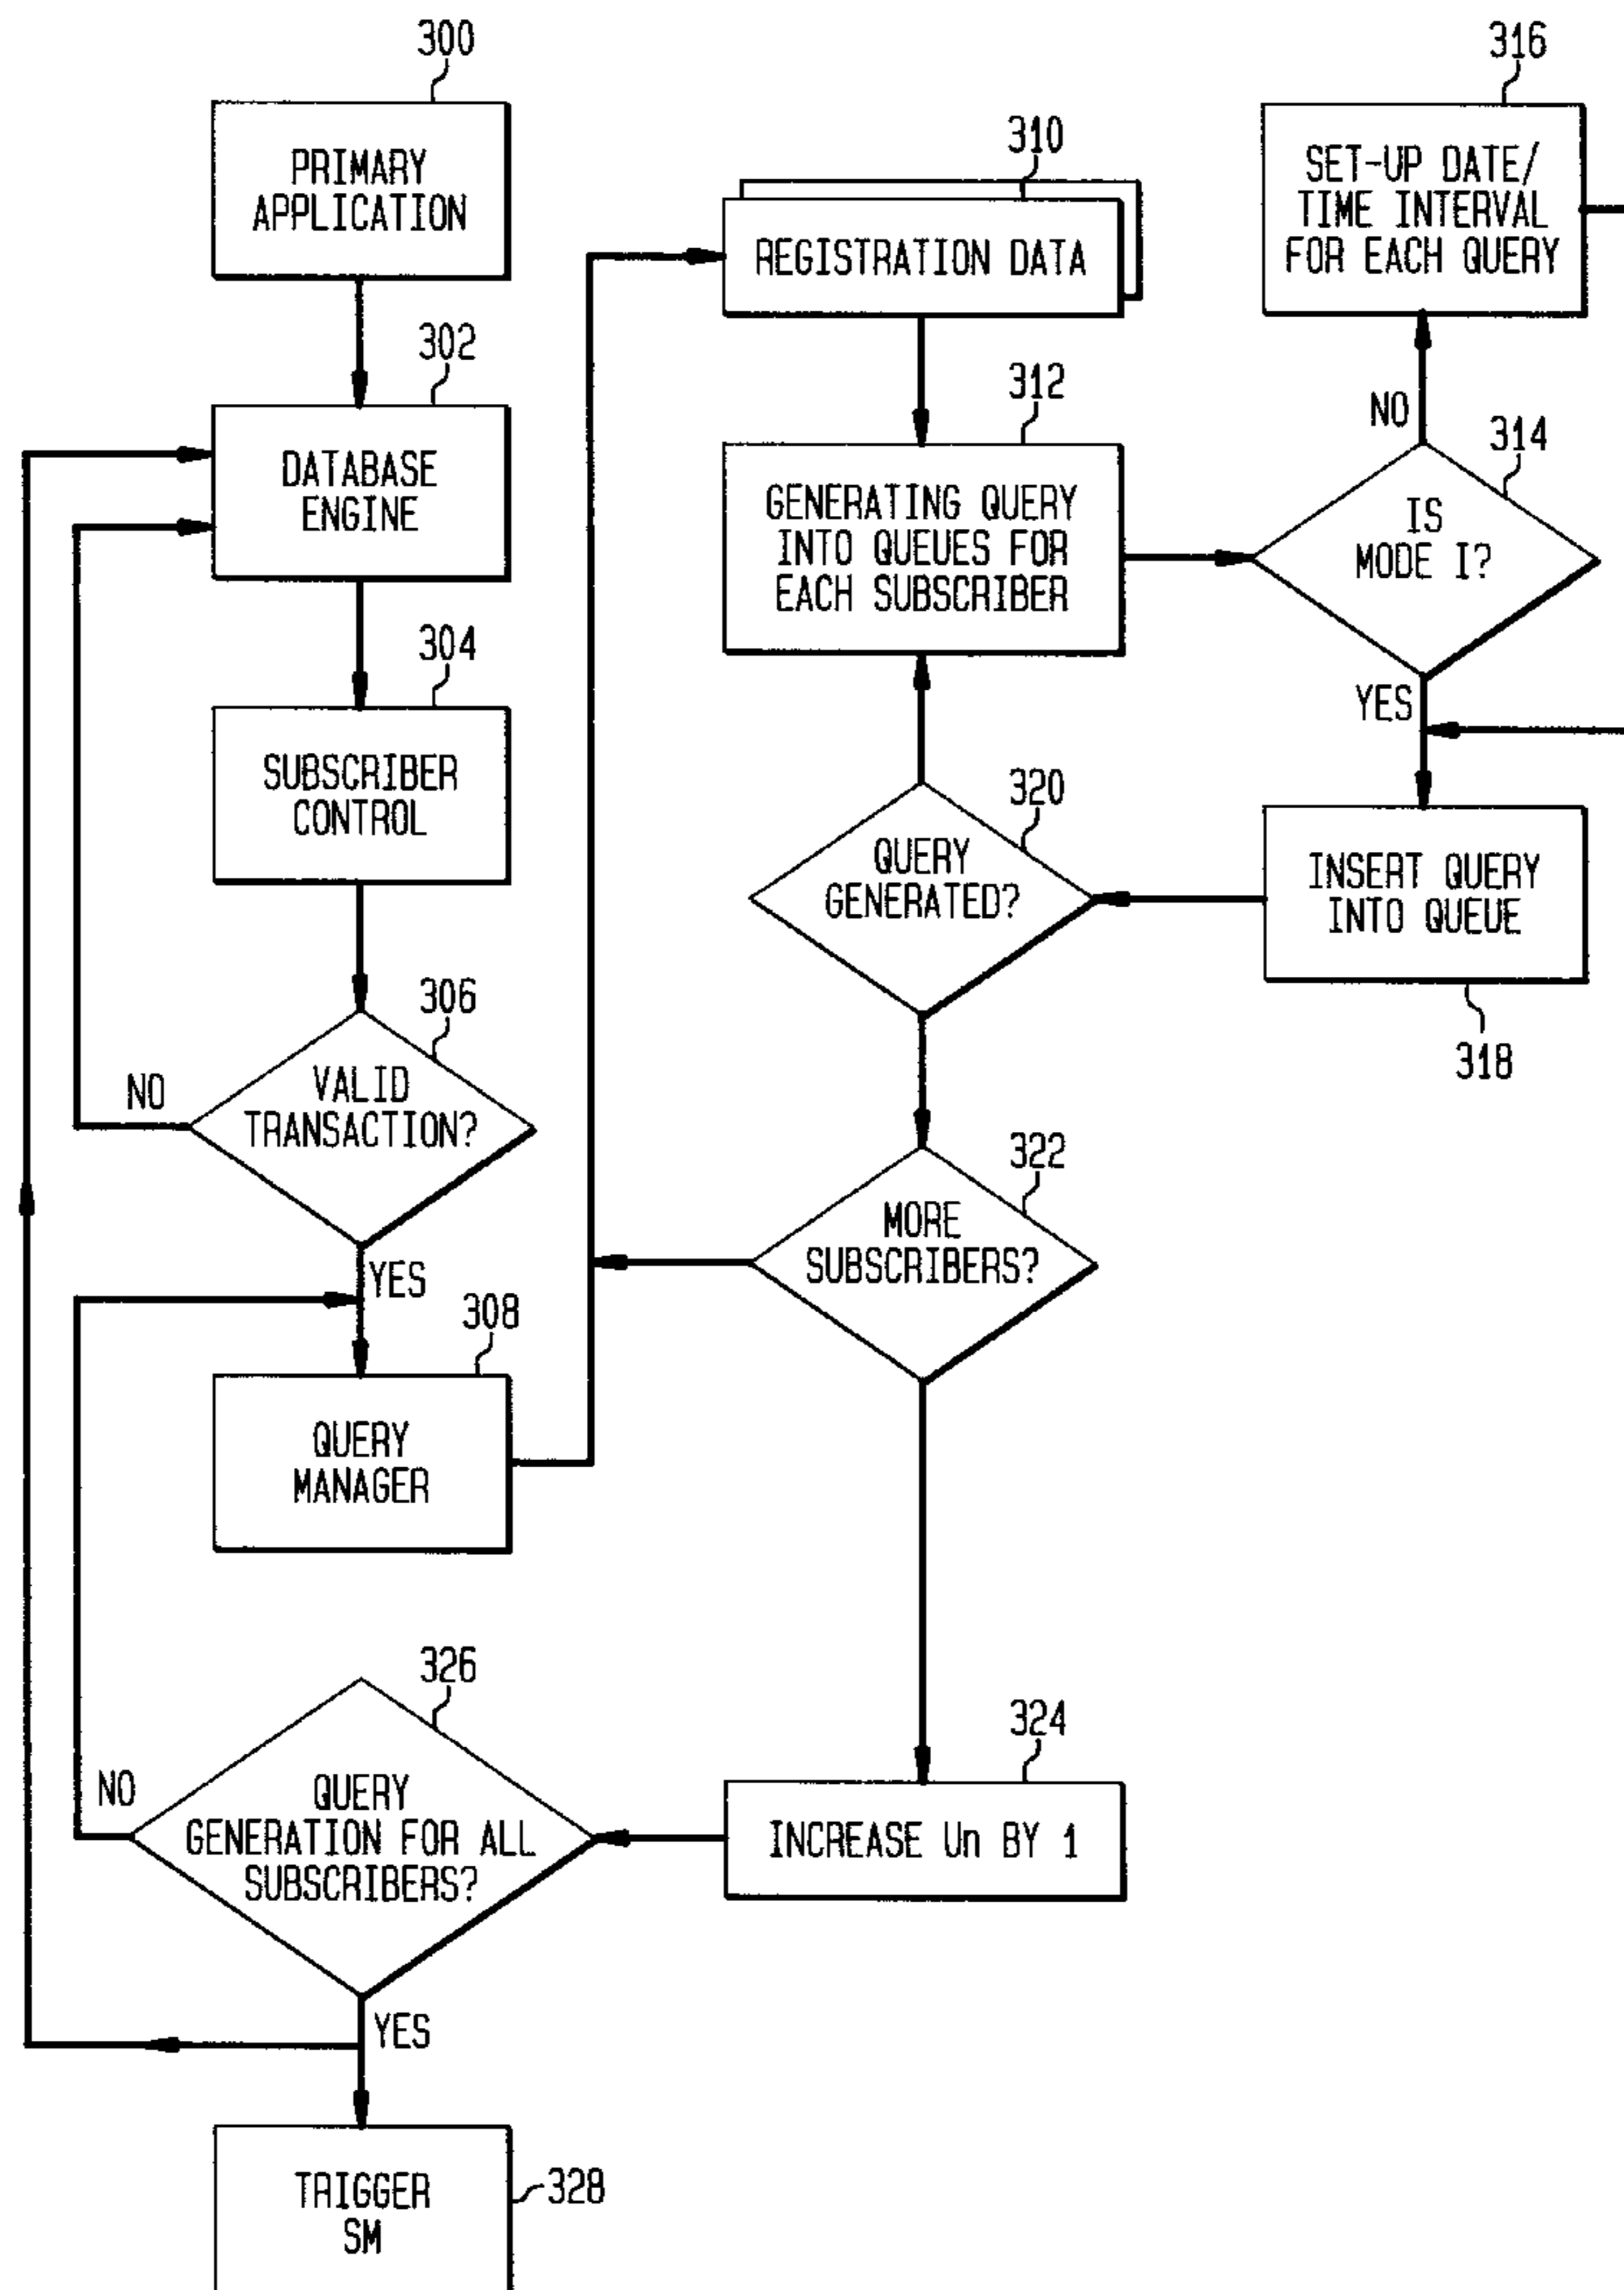 300
PRIMARY
APPLICATION
302
DATABASE
ENGINE
304
SUBSCRIBER
CONTROL
306
VALID
TRANSACTION?
NO
YES
308
QUERY
MANAGER
310
REGISTRATION DATA
312
GENERATING QUERY
INTO QUEUES FOR
EACH SUBSCRIBER
314
IS
MODE I?
NO
YES
316
SET-UP DATE/
TIME INTERVAL
FOR EACH QUERY
INSERT QUERY
INTO QUEUE
318
320
QUERY
GENERATED?
322
MORE
SUBSCRIBERS?
324
INCREASE Un BY 1
326
QUERY
GENERATION FOR ALL
SUBSCRIBERS?
NO
YES
TRIGGER
SM
328